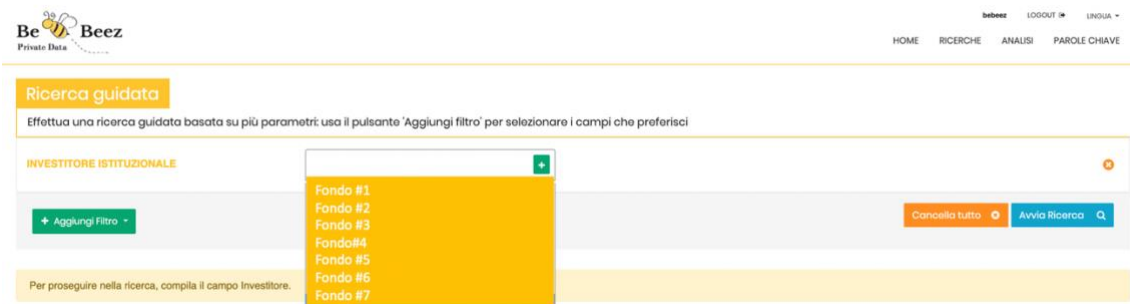 Be Beez
Private Data
bebeez LOGOUT LINGUA
HOME RICERCHE ANALISI PAROLE CHIAVE
Ricerca guidata
Effettua una ricerca guidata basata su più parametri: usa il pulsante 'Aggiungi filtro' per selezionare i campi che preferisci
INVESTITORE ISTITUZIONALE
Fondo #1
Fondo #2
Fondo #3
Fondo#4
Fondo #5
Fondo #6
Fondo #7
+ Aggiungi Filtro
Cancella tutto Avvia Ricerca
Per proseguire nella ricerca, compila il campo Investitore.